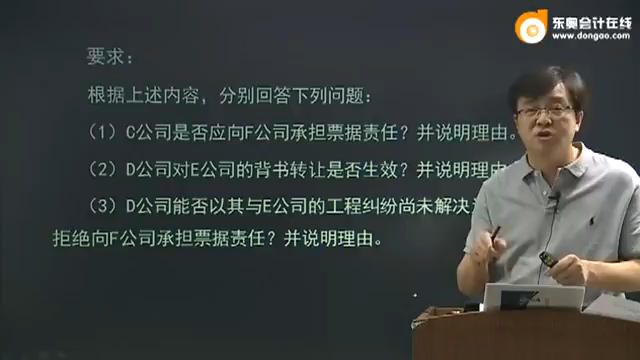 东奥会计在线
www.dongao.com
要求：
根据上述内容，分别回答下列问题：
（1）C公司是否应向F公司承担票据责任？并说明理由。
（2）D公司对E公司的背书转让是否生效？并说明理由
（3）D公司能否以其与E公司的工程纠纷尚未解决
拒绝向F公司承担票据责任？并说明理由。